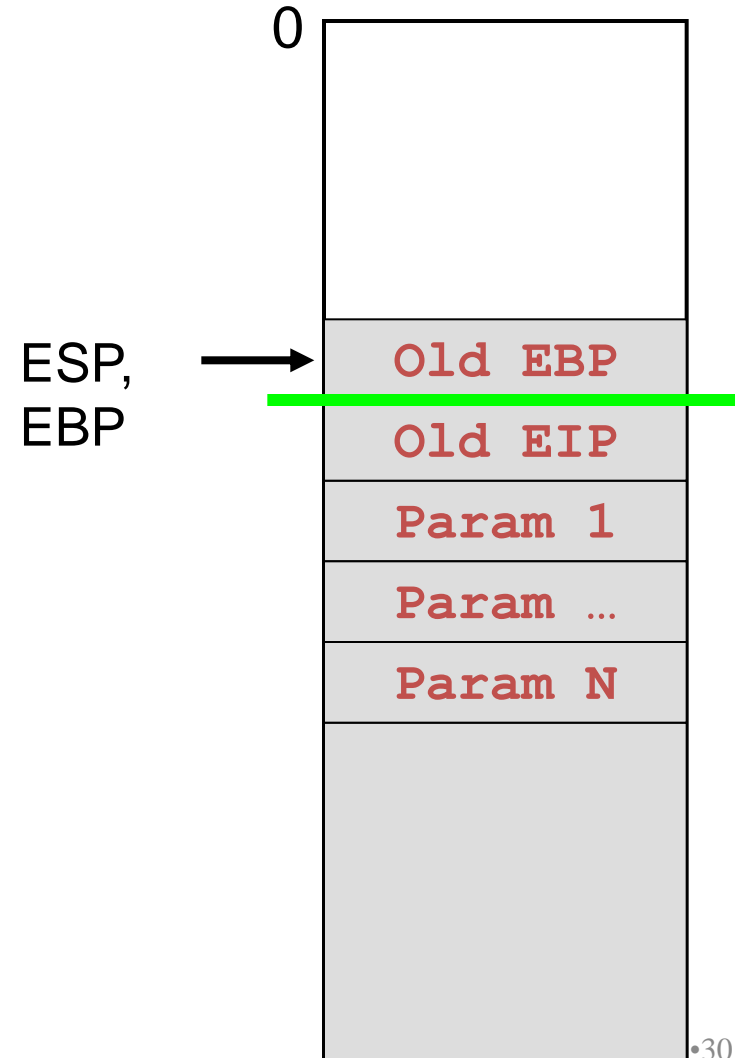 0
Old EBP
ESP,
EBP
Old EIP
Param 1
Param …
Param N
•30